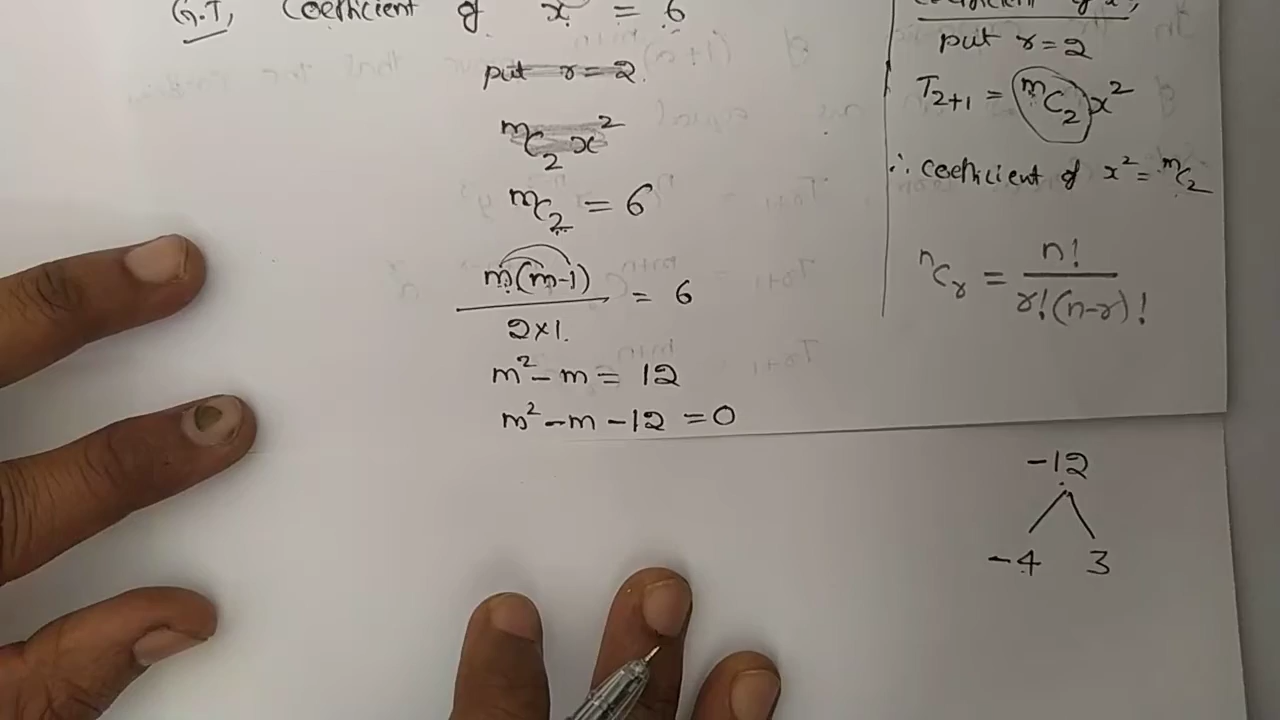 G.T, Coefficient of x = 6
put r=2
ᵐC₂ x²
ᵐC₂ = 6
m(m-1)/2×1. = 6
m² - m = 12
m² - m - 12 = 0
put r=2
T₂₊₁ = ᵐC₂ x²
∴ Coefficient of x² = ᵐC₂
ⁿCᵣ = n!/r!(n-r)!
-12
-4 3